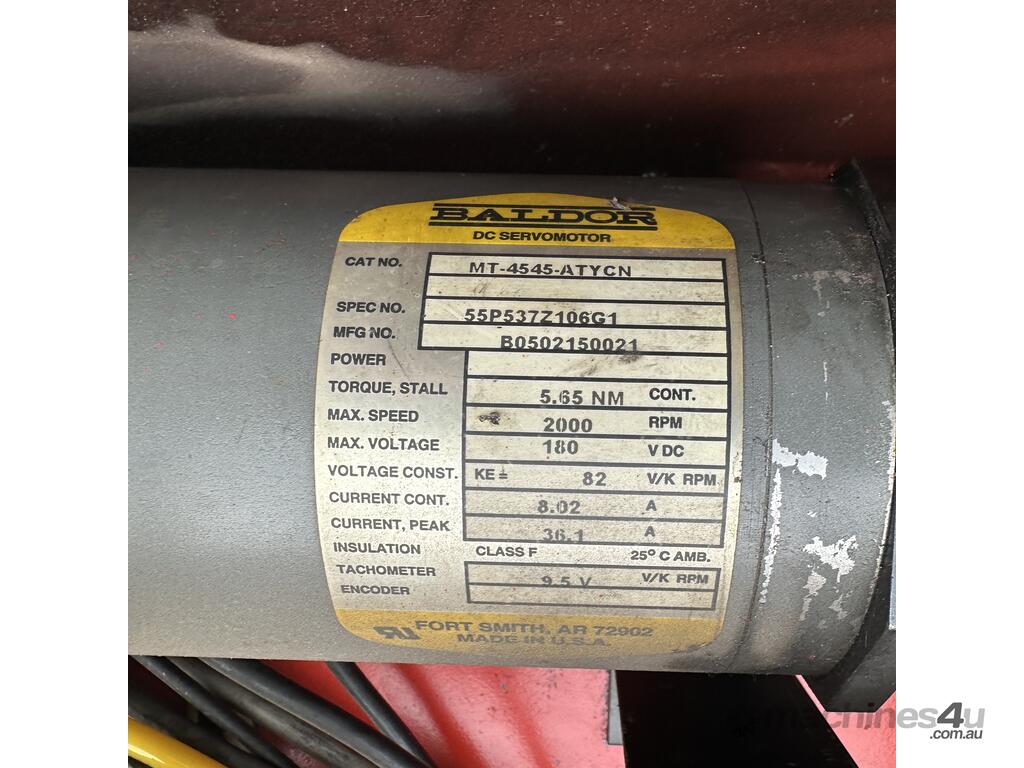 BALDOR
DC SERVOMOTOR
CAT NO. MT-4545-ATYCN
SPEC NO. 55P537Z106G1
MFG NO. B0502150021
POWER
TORQUE, STALL 5.65 NM CONT.
MAX. SPEED 2000 RPM
MAX. VOLTAGE 180 V DC
VOLTAGE CONST. KE= 82 V/K RPM
CURRENT CONT. 8.02 A
CURRENT, PEAK 36.1 A
INSULATION CLASS F 25° C AMB.
TACHOMETER 9.5 V V/K RPM
ENCODER
FORT SMITH, AR 72902
MADE IN U.S.A.
machines4u
.com.au